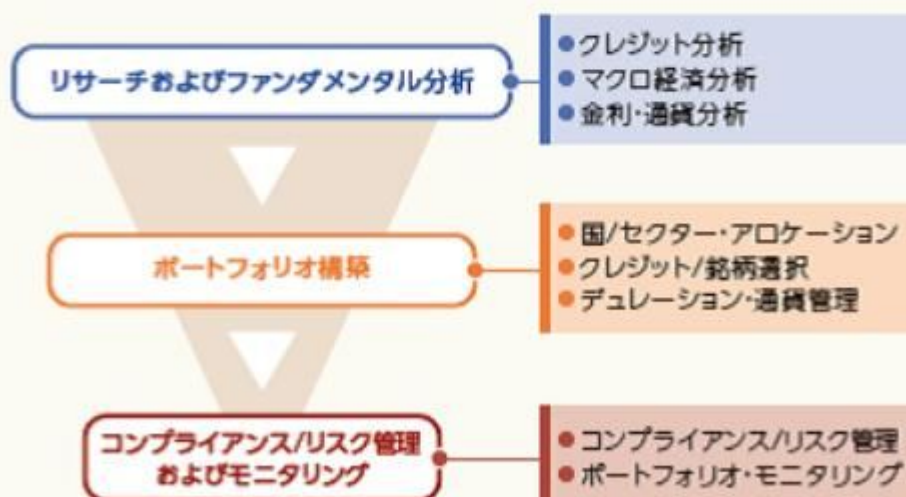 リサーチおよびファンダメンタル分析
●クレジット分析
●マクロ経済分析
●金利・通貨分析
ポートフォリオ構築
●国/セクター・アロケーション
●クレジット/銘柄選択
●デュレーション・通貨管理
コンプライアンス/リスク管理
およびモニタリング
●コンプライアンス/リスク管理
●ポートフォリオ・モニタリング